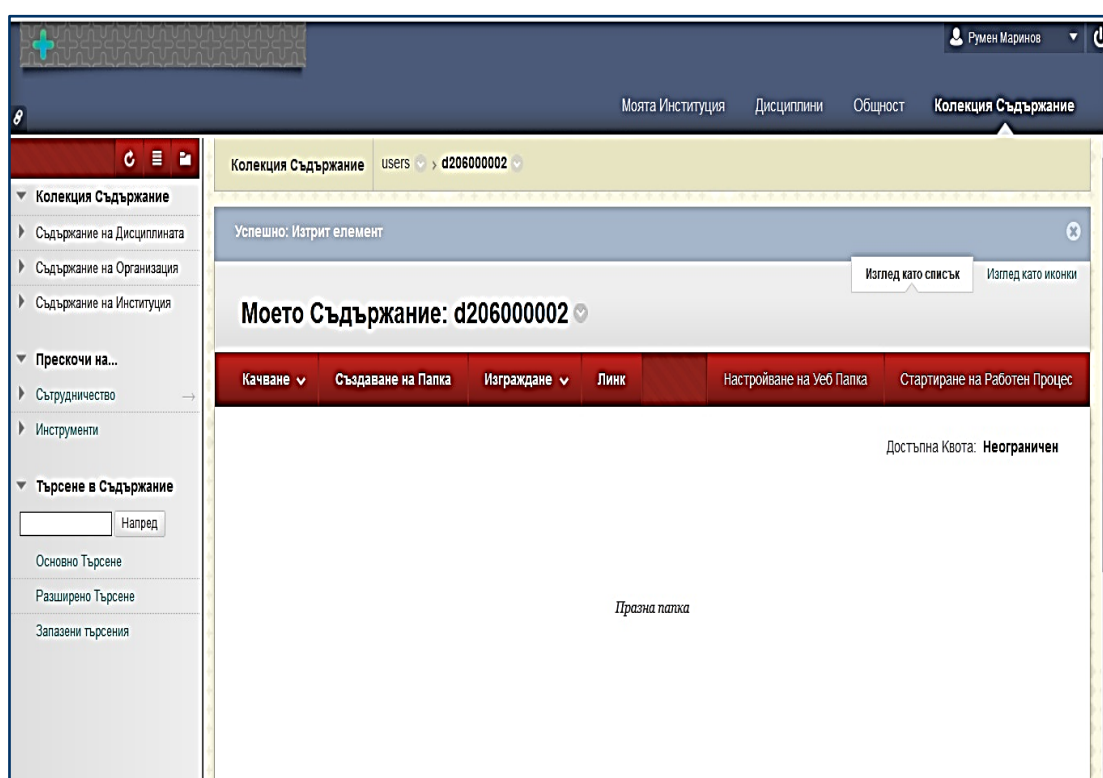 Румен Маринов
Моята Институция Дисциплини Общност Колекция Съдържание
Колекция Съдържание users > d206000002
Колекция Съдържание
Съдържание на Дисциплината
Съдържание на Организация
Съдържание на Институция
Прескочи на...
Сътрудничество
Инструменти
Търсене в Съдържание
Напред
Основно Търсене
Разширено Търсене
Запазени търсения
Успешно: Изтрит елемент
Изглед като списък Изглед като иконки
Моето Съдържание: d206000002
Качване Създаване на Папка Изграждане Линк Настройване на Уеб Папка Стартиране на Работен Процес
Достъпна Квота: Неограничен
Празна папка